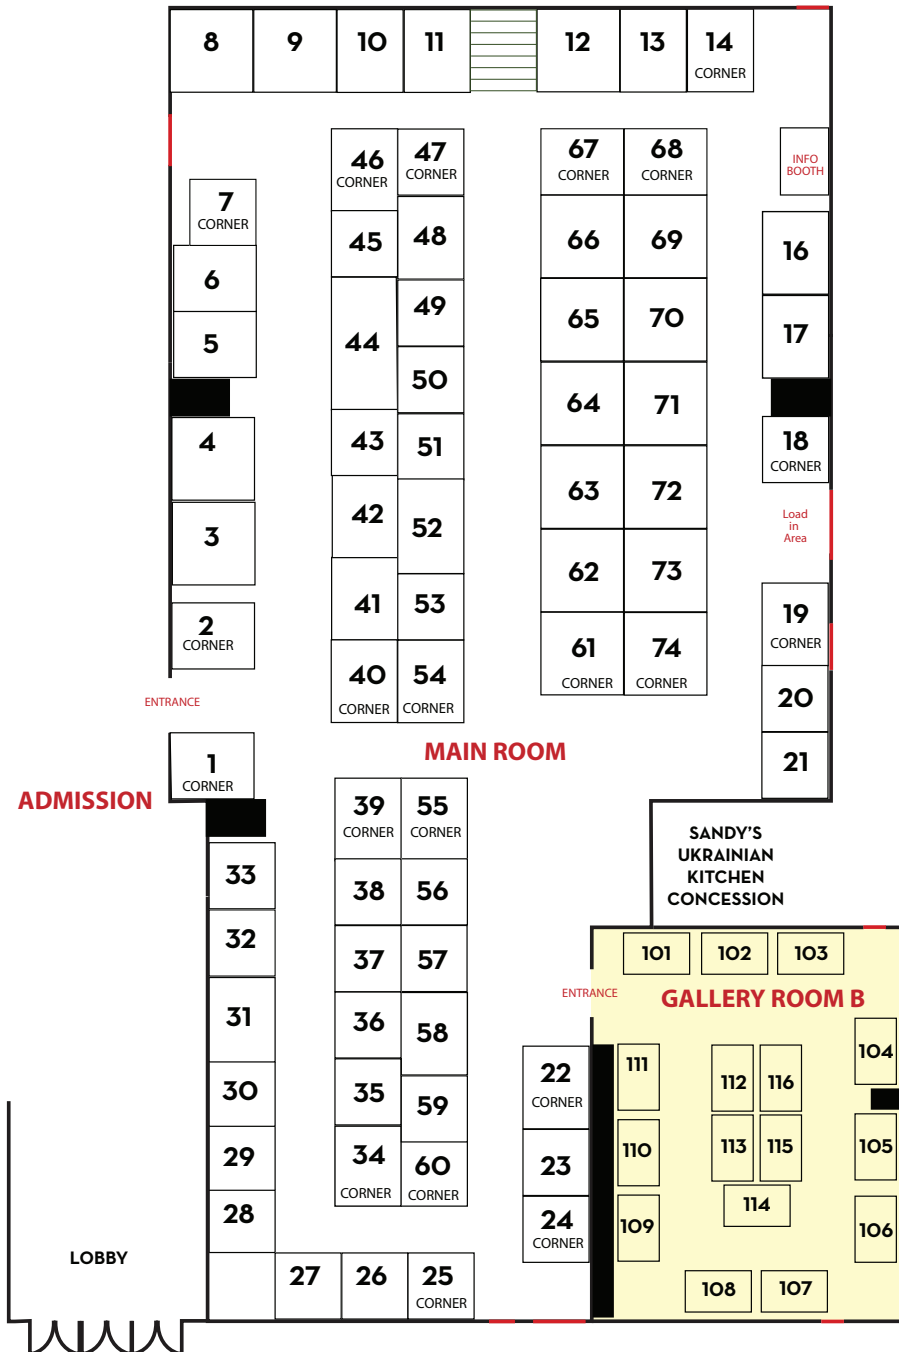 8
9
10
11
12
13
14
CORNER
46
CORNER
47
CORNER
67
CORNER
68
CORNER
INFO
BOOTH
7
CORNER
45
48
66
69
16
6
49
65
70
17
5
44
50
64
71
4
43
51
18
CORNER
3
42
52
63
72
Load
in
Area
2
CORNER
41
53
62
73
19
CORNER
40
CORNER
54
CORNER
61
CORNER
74
CORNER
20
ENTRANCE
1
CORNER
MAIN ROOM
21
ADMISSION
39
CORNER
55
CORNER
SANDY'S
UKRAINIAN
KITCHEN
CONCESSION
33
38
56
32
37
57
101
102
103
ENTRANCE
GALLERY ROOM B
31
36
58
22
CORNER
111
112
116
104
30
35
59
29
34
CORNER
60
CORNER
23
110
113
115
105
28
24
CORNER
109
114
106
LOBBY
27
26
25
CORNER
108
107